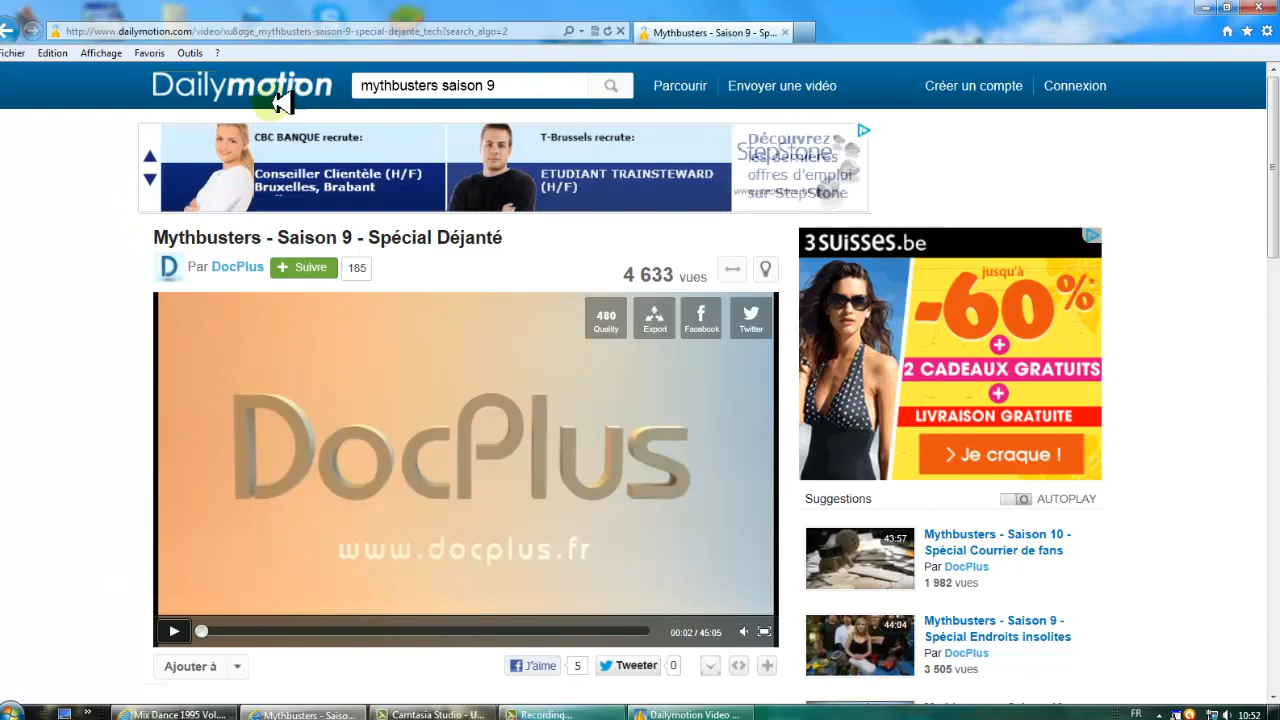 http://www.dailymotion.com/video/xu8øge_mythbusters-saison-9-special-dejante_tech?search_algo=2
Mythbusters - Saison 9 - Sp...
Fichier Edition Affichage Favoris Outils ?
Dailymotion
mythbusters saison 9
Parcourir Envoyer une vidéo
Créer un compte Connexion
CBC BANQUE recrute:
Conseiller Clientèle (H/F)
Bruxelles, Brabant
T-Brussels recrute:
ETUDIANT TRAINSTEWARD
(H/F)
Découvrez
les dernières
offres d'emploi
sur StepStone
StepStone
Mythbusters - Saison 9 - Spécial Déjanté
Par DocPlus + Suivre 185
4 633 vues
480
Quality
Export
Facebook
Twitter
DocPlus
www.docplus.fr
00:02 / 45:05
Ajouter à
J'aime 5 Tweeter 0
3SUISSES.be
jusqu'à
-60%
+
2 CADEAUX GRATUITS
+
LIVRAISON GRATUITE
> Je craque !
Suggestions AUTOPLAY
43:57
Mythbusters - Saison 10 -
Spécial Courrier de fans
Par DocPlus
1 982 vues
44:04
Mythbusters - Saison 9 -
Spécial Endroits insolites
Par DocPlus
3 505 vues
Mix Dance 1995 Vol....
Mythbusters - Saiso...
Camtasia Studio - U...
Recording...
Dailymotion Video ...
FR
10:52